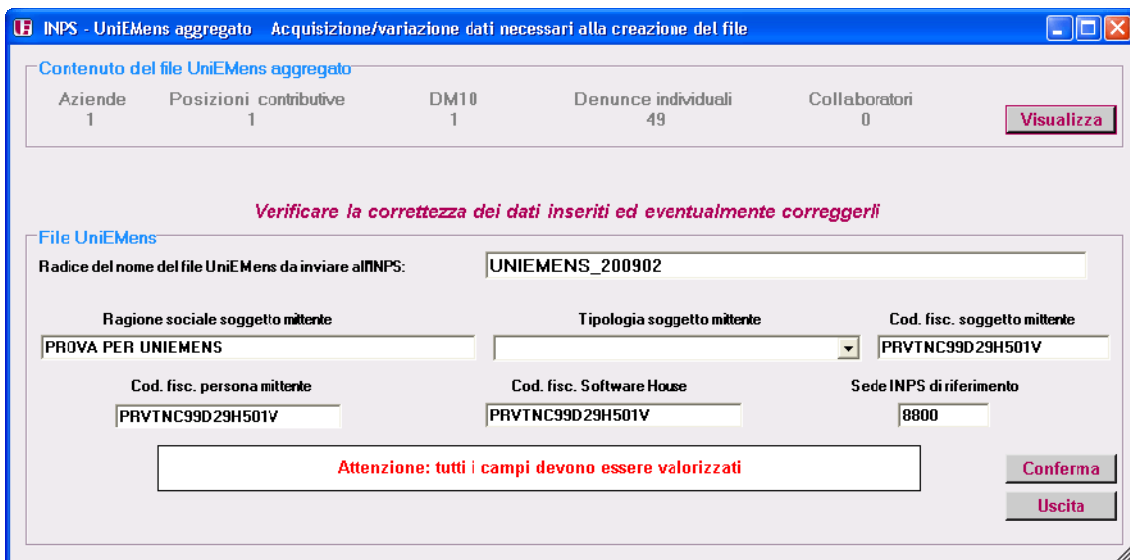 INPS - UniEMens aggregato Acquisizione/variazione dati necessari alla creazione del file
Contenuto del file UniEMens aggregato
Aziende Posizioni contributive DM10 Denunce individuali Collaboratori
1 1 1 49 0
Visualizza
Verificare la correttezza dei dati inseriti ed eventualmente correggerli
File UniEMens
Radice del nome del file UniEMens da inviare all'INPS: UNIEMENS_200902
Ragione sociale soggetto mittente Tipologia soggetto mittente Cod. fisc. soggetto mittente
PROVA PER UNIEMENS PRVTNC99D29H501V
Cod. fisc. persona mittente Cod. fisc. Software House Sede INPS di riferimento
PRVTNC99D29H501V PRVTNC99D29H501V 8800
Attenzione: tutti i campi devono essere valorizzati
Conferma
Uscita